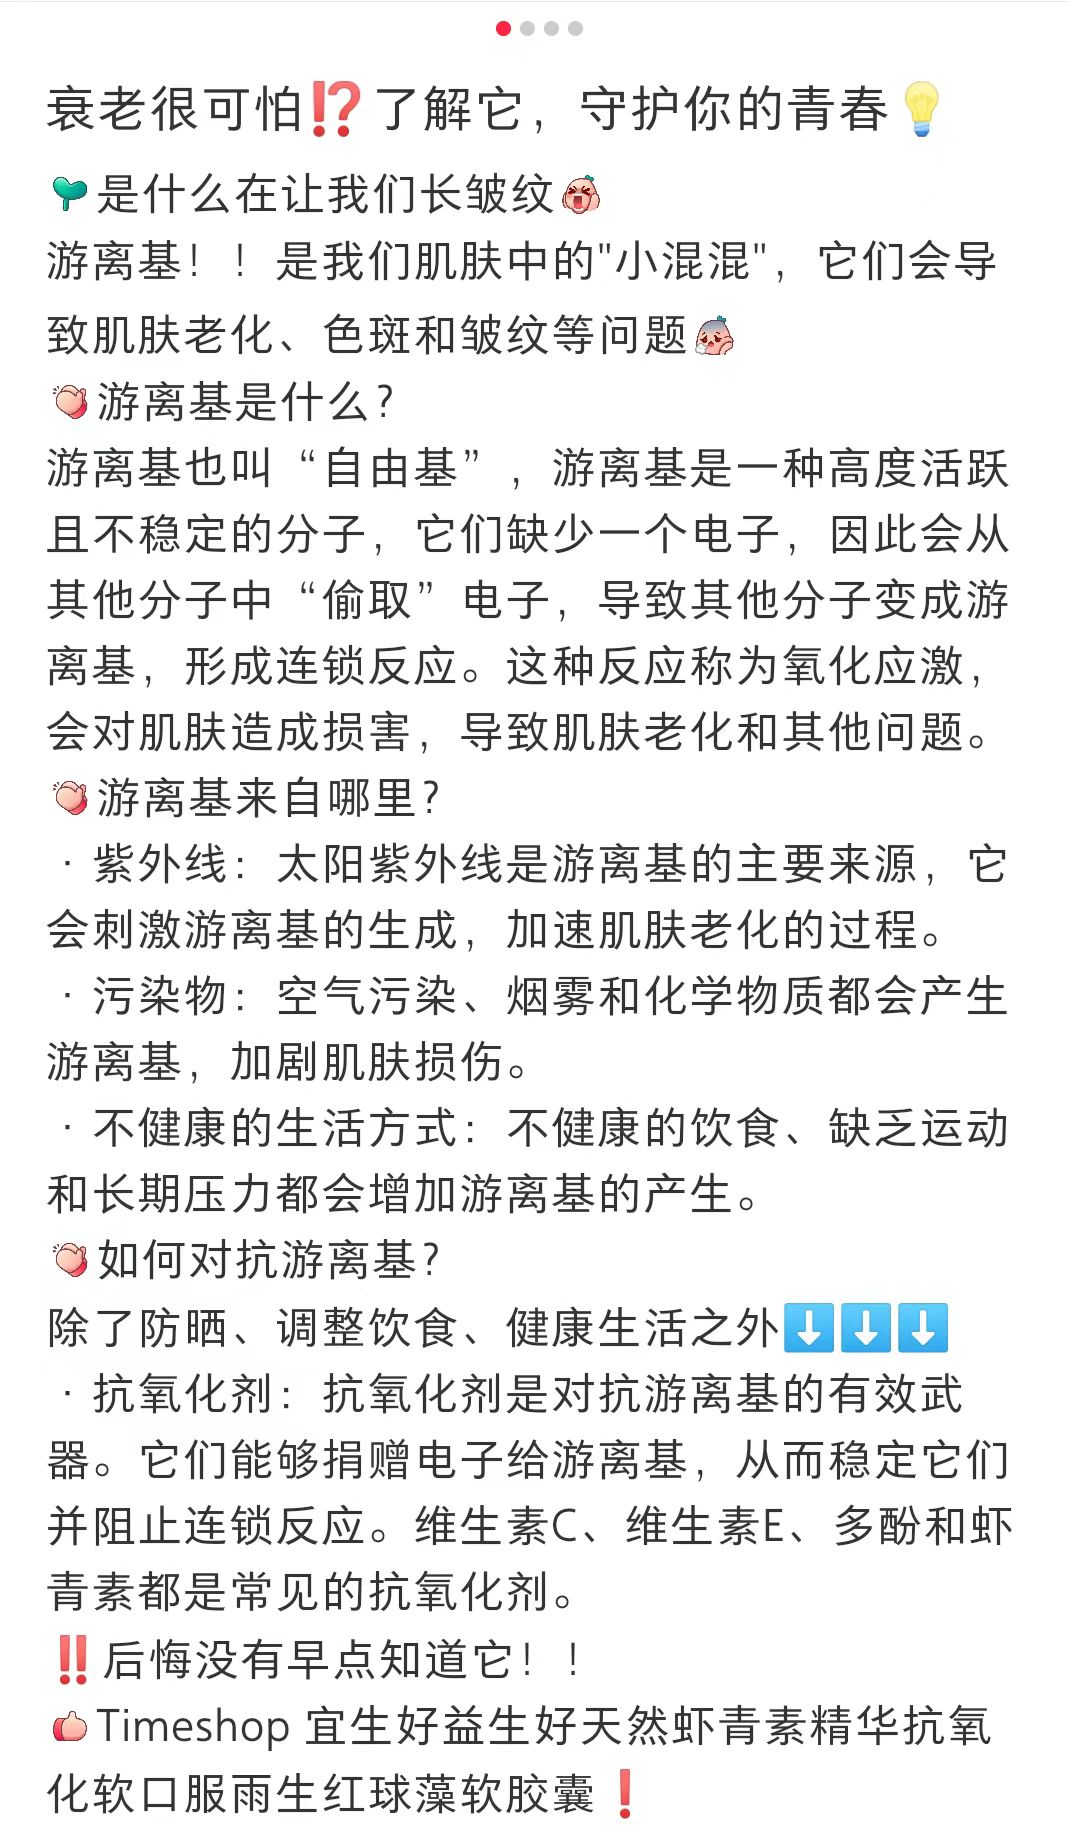 衰老很可怕⁉️了解它，守护你的青春💡
是什么在让我们长皱纹
游离基！！是我们肌肤中的"小混混"，它们会导
致肌肤老化、色斑和皱纹等问题
游离基是什么？
游离基也叫“自由基”，游离基是一种高度活跃
且不稳定的分子，它们缺少一个电子，因此会从
其他分子中“偷取”电子，导致其他分子变成游
离基，形成连锁反应。这种反应称为氧化应激，
会对肌肤造成损害，导致肌肤老化和其他问题。
游离基来自哪里？
· 紫外线：太阳紫外线是游离基的主要来源，它
会刺激游离基的生成，加速肌肤老化的过程。
· 污染物：空气污染、烟雾和化学物质都会产生
游离基，加剧肌肤损伤。
· 不健康的生活方式：不健康的饮食、缺乏运动
和长期压力都会增加游离基的产生。
如何对抗游离基？
除了防晒、调整饮食、健康生活之外⬇️⬇️⬇️
· 抗氧化剂：抗氧化剂是对抗游离基的有效武
器。它们能够捐赠电子给游离基，从而稳定它们
并阻止连锁反应。维生素C、维生素E、多酚和虾
青素都是常见的抗氧化剂。
‼️后悔没有早点知道它！！
Timeshop 宜生好益生好天然虾青素精华抗氧
化软口服雨生红球藻软胶囊❗